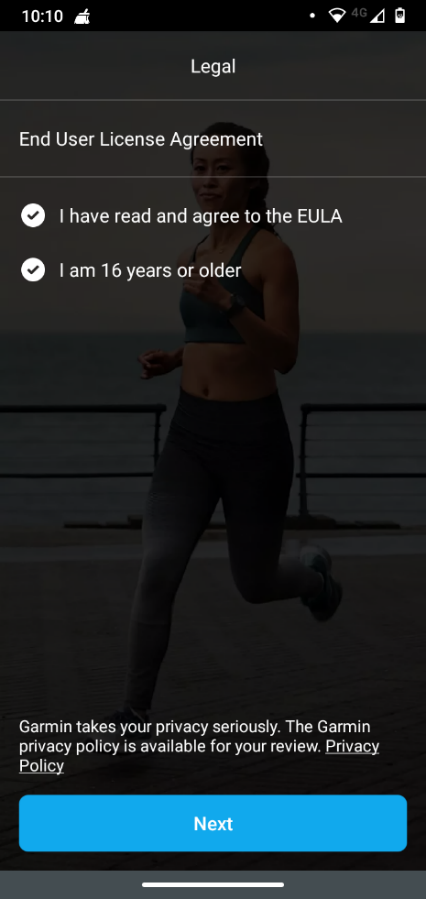 10:10
4G
Legal
End User License Agreement
I have read and agree to the EULA
I am 16 years or older
Garmin takes your privacy seriously. The Garmin
privacy policy is available for your review. Privacy
Policy
Next